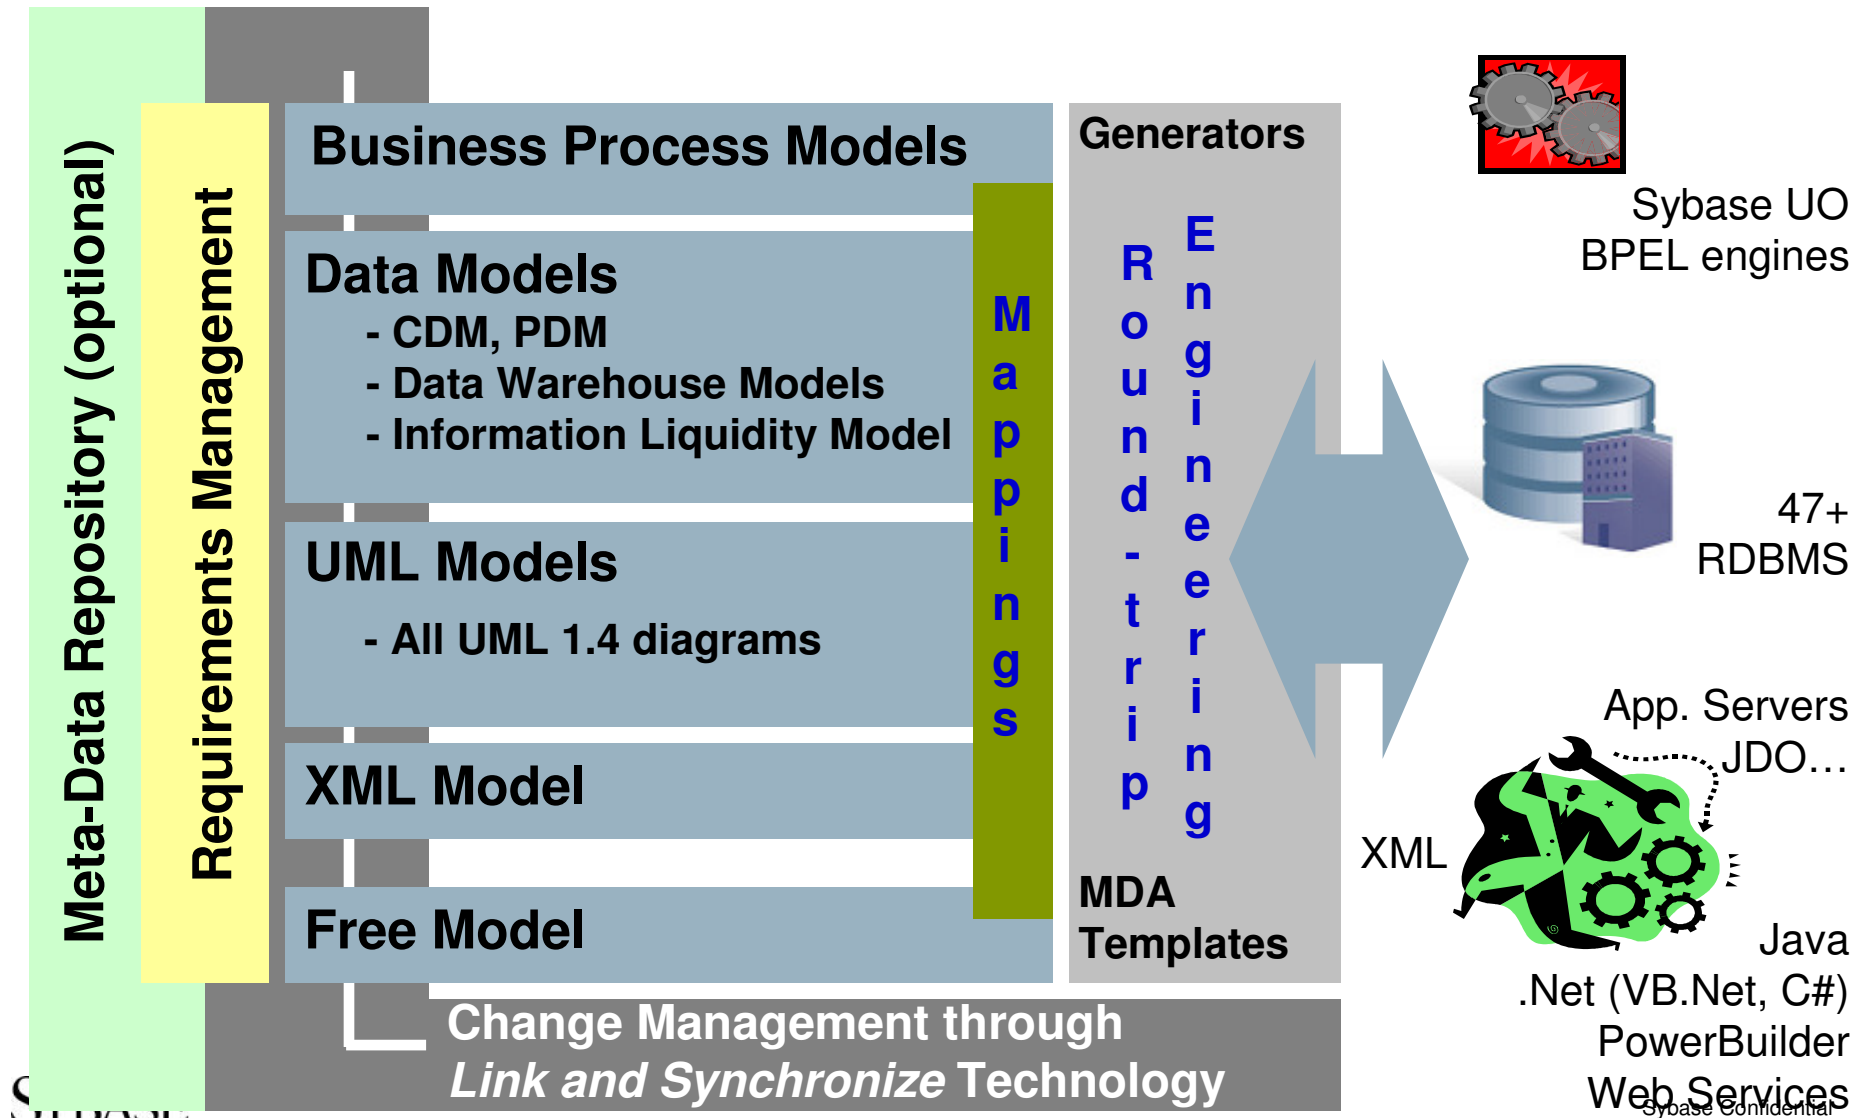 Meta-Data Repository (optional)
Requirements Management
Business Process Models
Data Models
- CDM, PDM
- Data Warehouse Models
- Information Liquidity Model
UML Models
- All UML 1.4 diagrams
XML Model
Free Model
Mappings
Generators
Round-trip
Engineering
MDA
Templates
Change Management through
Link and Synchronize Technology
Sybase UO
BPEL engines
47+
RDBMS
App. Servers
JDO…
XML
Java
.Net (VB.Net, C#)
PowerBuilder
Web Services
Sybase Confidential
SYBASE